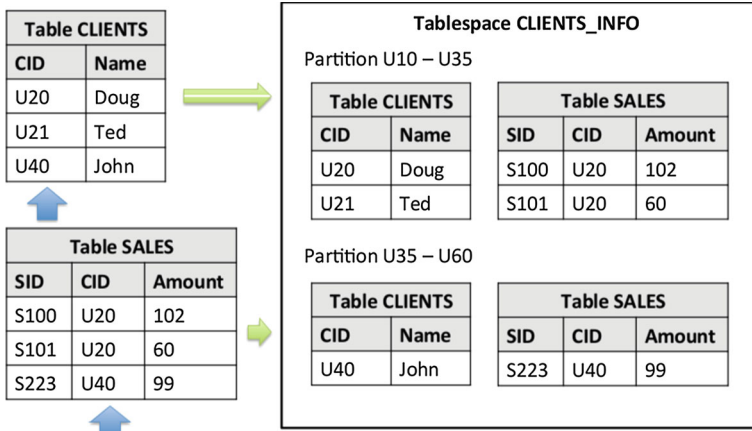 Table CLIENTS
CID Name
U20 Doug
U21 Ted
U40 John
Table SALES
SID CID Amount
S100 U20 102
S101 U20 60
S223 U40 99
Tablespace CLIENTS_INFO
Partition U10 – U35
Table CLIENTS
CID Name
U20 Doug
U21 Ted
Table SALES
SID CID Amount
S100 U20 102
S101 U20 60
Partition U35 – U60
Table CLIENTS
CID Name
U40 John
Table SALES
SID CID Amount
S223 U40 99